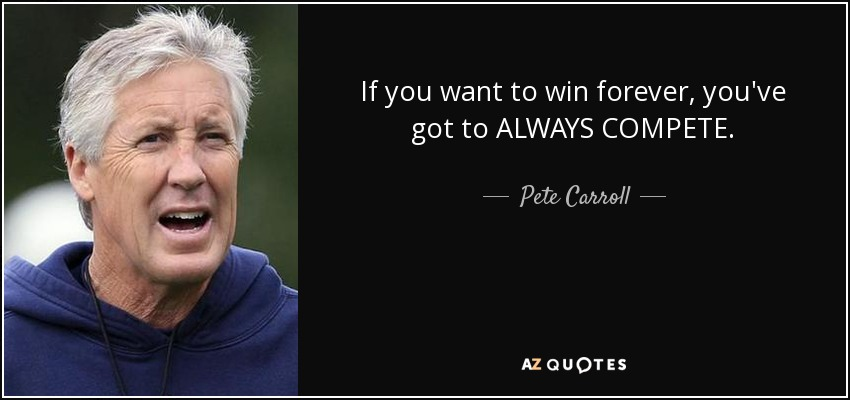 If you want to win forever, you've
got to ALWAYS COMPETE.
— Pete Carroll —
AZ QUOTES